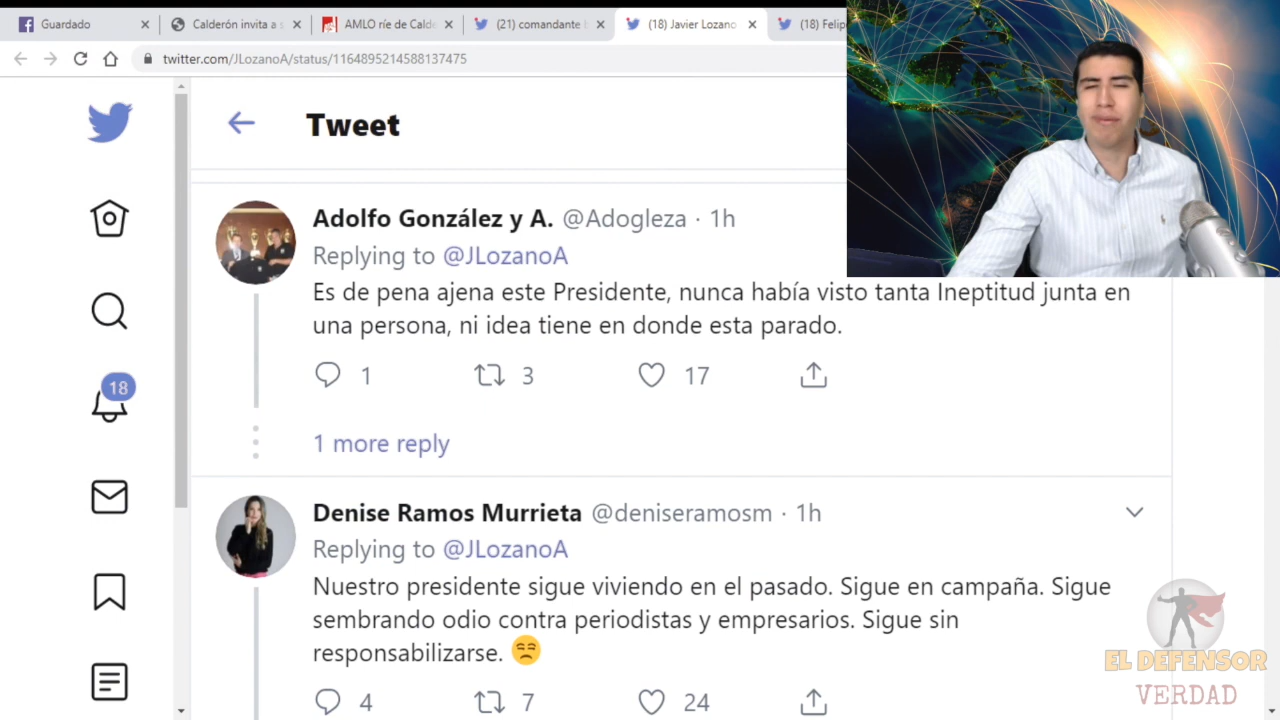 Guardado
Calderón invita a s
AMLO ríe de Calde
(21) comandante b
(18) Javier Lozano
(18) Felip
twitter.com/JLozanoA/status/1164895214588137475
Tweet
Adolfo González y A. @Adogleza · 1h
Replying to @JLozanoA
Es de pena ajena este Presidente, nunca había visto tanta Ineptitud junta en
una persona, ni idea tiene en donde esta parado.
1 3 17
1 more reply
18
Denise Ramos Murrieta @deniseramosm · 1h
Replying to @JLozanoA
Nuestro presidente sigue viviendo en el pasado. Sigue en campaña. Sigue
sembrando odio contra periodistas y empresarios. Sigue sin
responsabilizarse. 😒
4 7 24
EL DEFENSOR
VERDAD